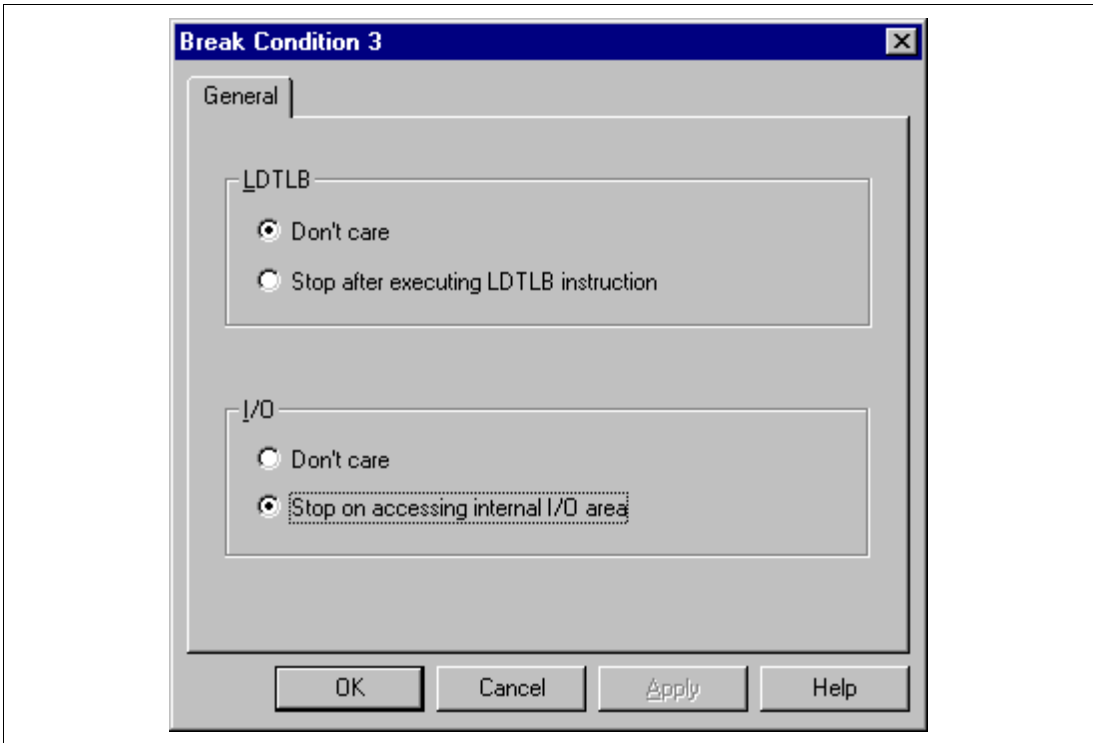 Break Condition 3
General
LDTLB
Don't care
Stop after executing LDTLB instruction
I/O
Don't care
Stop on accessing internal I/O area
OK Cancel Apply Help